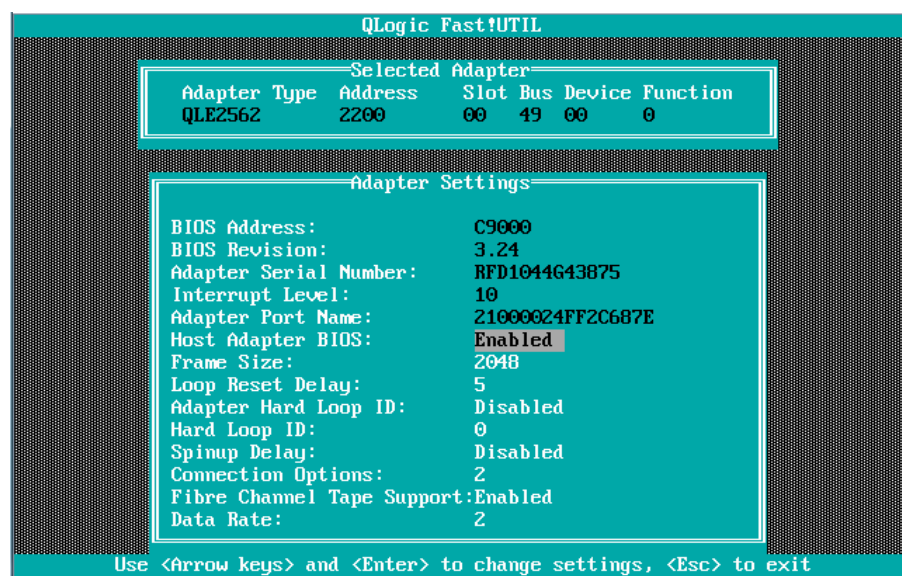 QLogic Fast!UTIL
Selected Adapter
Adapter Type Address Slot Bus Device Function
QLE2562 2200 00 49 00 0
Adapter Settings
BIOS Address: C9000
BIOS Revision: 3.24
Adapter Serial Number: RFD1044G43875
Interrupt Level: 10
Adapter Port Name: 21000024FF2C687E
Host Adapter BIOS: Enabled
Frame Size: 2048
Loop Reset Delay: 5
Adapter Hard Loop ID: Disabled
Hard Loop ID: 0
Spinup Delay: Disabled
Connection Options: 2
Fibre Channel Tape Support:Enabled
Data Rate: 2
Use <Arrow keys> and <Enter> to change settings, <Esc> to exit